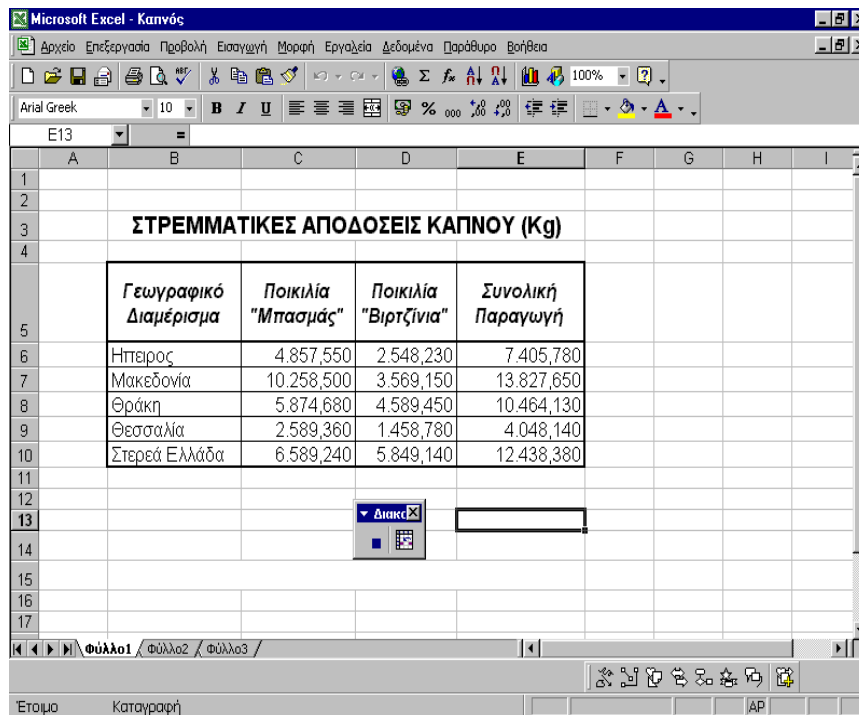 Microsoft Excel - Καπνός
Αρχείο Επεξεργασία Προβολή Εισαγωγή Μορφή Εργαλεία Δεδομένα Παράθυρο Βοήθεια
100%
Arial Greek 10 B I U % 000
E13 =
A B C D E F G H I
1
2
3 ΣΤΡΕΜΜΑΤΙΚΕΣ ΑΠΟΔΟΣΕΙΣ ΚΑΠΝΟΥ (Kg)
4
Γεωγραφικό Ποικιλία Ποικιλία Συνολική
5 Διαμέρισμα "Μπασμάς" "Βιρτζίνια" Παραγωγή
6 Ηπειρος 4.857,550 2.548,230 7.405,780
7 Μακεδονία 10.258,500 3.569,150 13.827,650
8 Θράκη 5.874,680 4.589,450 10.464,130
9 Θεσσαλία 2.589,360 1.458,780 4.048,140
10 Στερεά Ελλάδα 6.589,240 5.849,140 12.438,380
11
12
13 Διακο
14
15
16
17
Φύλλο1 Φύλλο2 Φύλλο3
Έτοιμο Καταγραφή AP